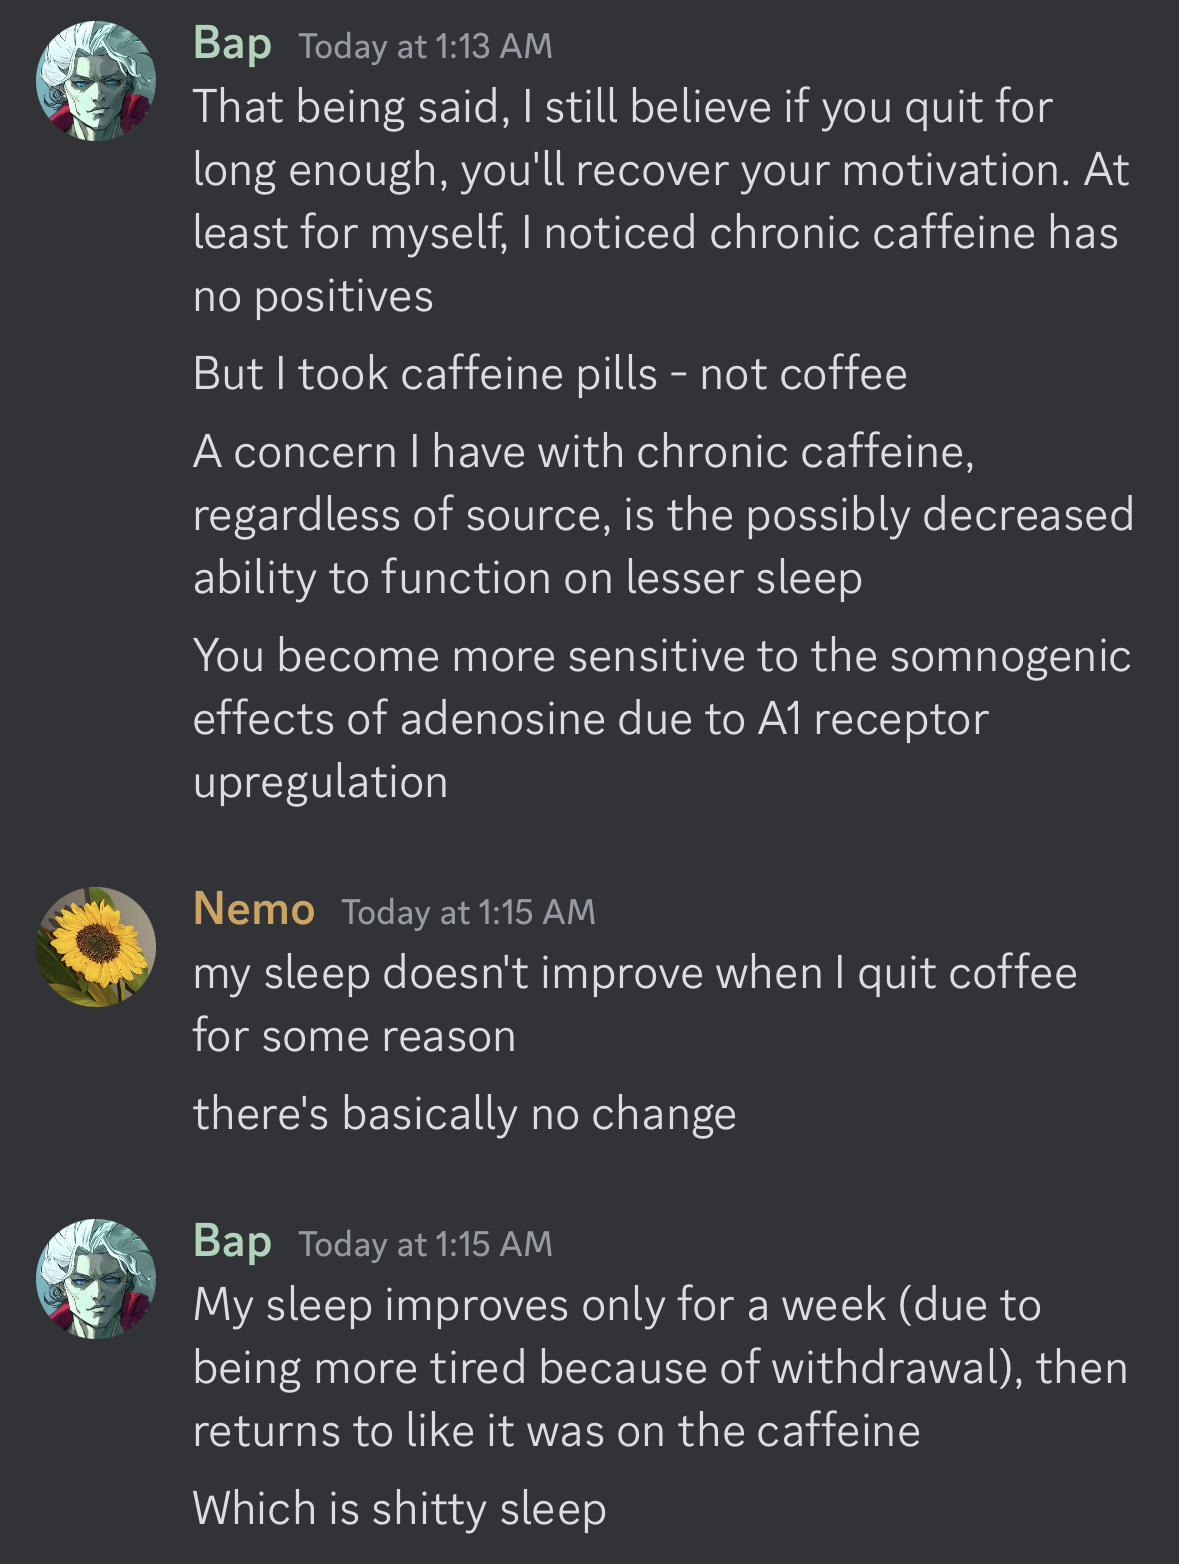 Bap Today at 1:13 AM
That being said, I still believe if you quit for
long enough, you'll recover your motivation. At
least for myself, I noticed chronic caffeine has
no positives
But I took caffeine pills - not coffee
A concern I have with chronic caffeine,
regardless of source, is the possibly decreased
ability to function on lesser sleep
You become more sensitive to the somnogenic
effects of adenosine due to A1 receptor
upregulation
Nemo Today at 1:15 AM
my sleep doesn't improve when I quit coffee
for some reason
there's basically no change
Bap Today at 1:15 AM
My sleep improves only for a week (due to
being more tired because of withdrawal), then
returns to like it was on the caffeine
Which is shitty sleep